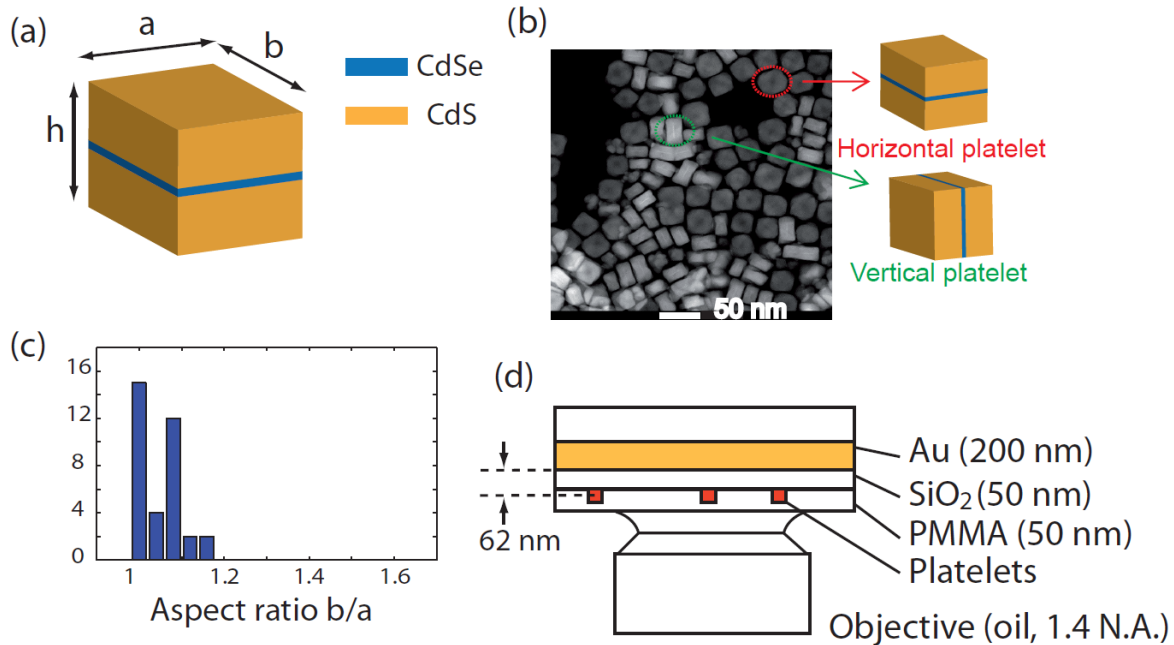 (a)
a
b
h
CdSe
CdS
(b)
50 nm
Horizontal platelet
Vertical platelet
(c)
16
12
8
4
0
1
1.2
1.4
1.6
Aspect ratio b/a
(d)
62 nm
Au (200 nm)
SiO₂ (50 nm)
PMMA (50 nm)
Platelets
Objective (oil, 1.4 N.A.)